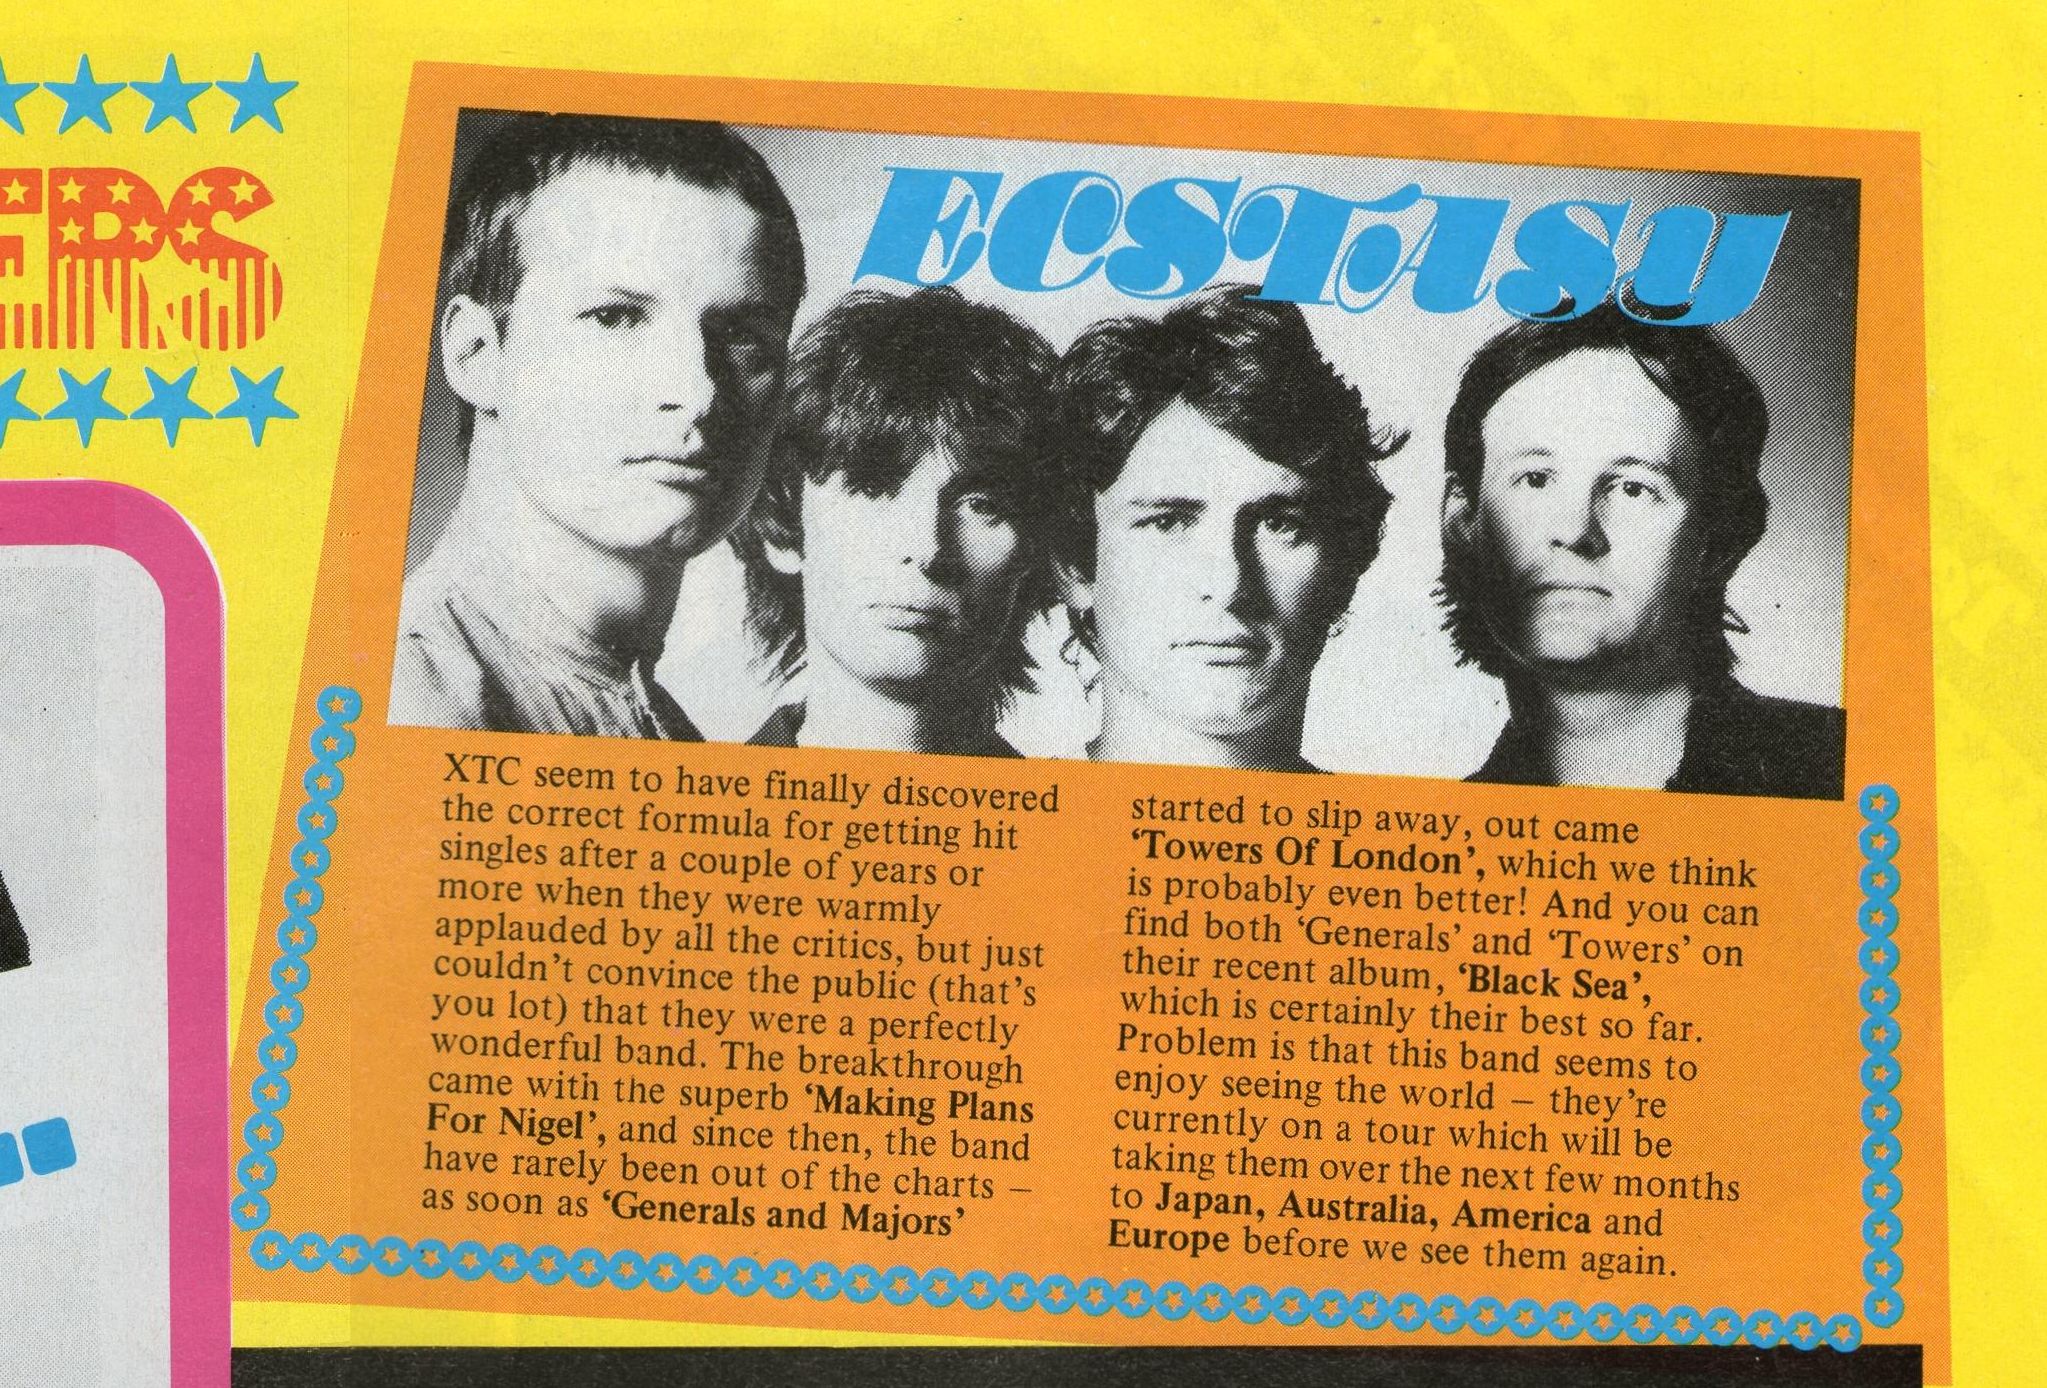 ERS
ECSTASY
XTC seem to have finally discovered
the correct formula for getting hit
singles after a couple of years or
more when they were warmly
applauded by all the critics, but just
couldn't convince the public (that's
you lot) that they were a perfectly
wonderful band. The breakthrough
came with the superb ‘Making Plans
For Nigel’, and since then, the band
have rarely been out of the charts –
as soon as ‘Generals and Majors’
started to slip away, out came
‘Towers Of London’, which we think
is probably even better! And you can
find both ‘Generals’ and ‘Towers’ on
their recent album, ‘Black Sea’,
which is certainly their best so far.
Problem is that this band seems to
enjoy seeing the world – they're
currently on a tour which will be
taking them over the next few months
to Japan, Australia, America and
Europe before we see them again.